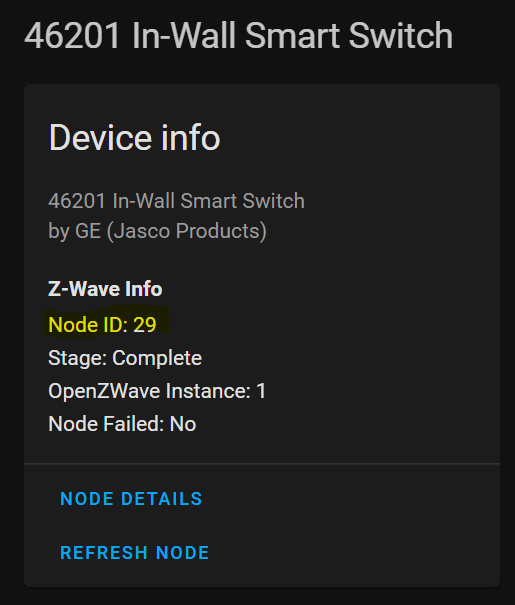 46201 In-Wall Smart Switch
Device info
46201 In-Wall Smart Switch
by GE (Jasco Products)
Z-Wave Info
Node ID: 29
Stage: Complete
OpenZWave Instance: 1
Node Failed: No
NODE DETAILS
REFRESH NODE